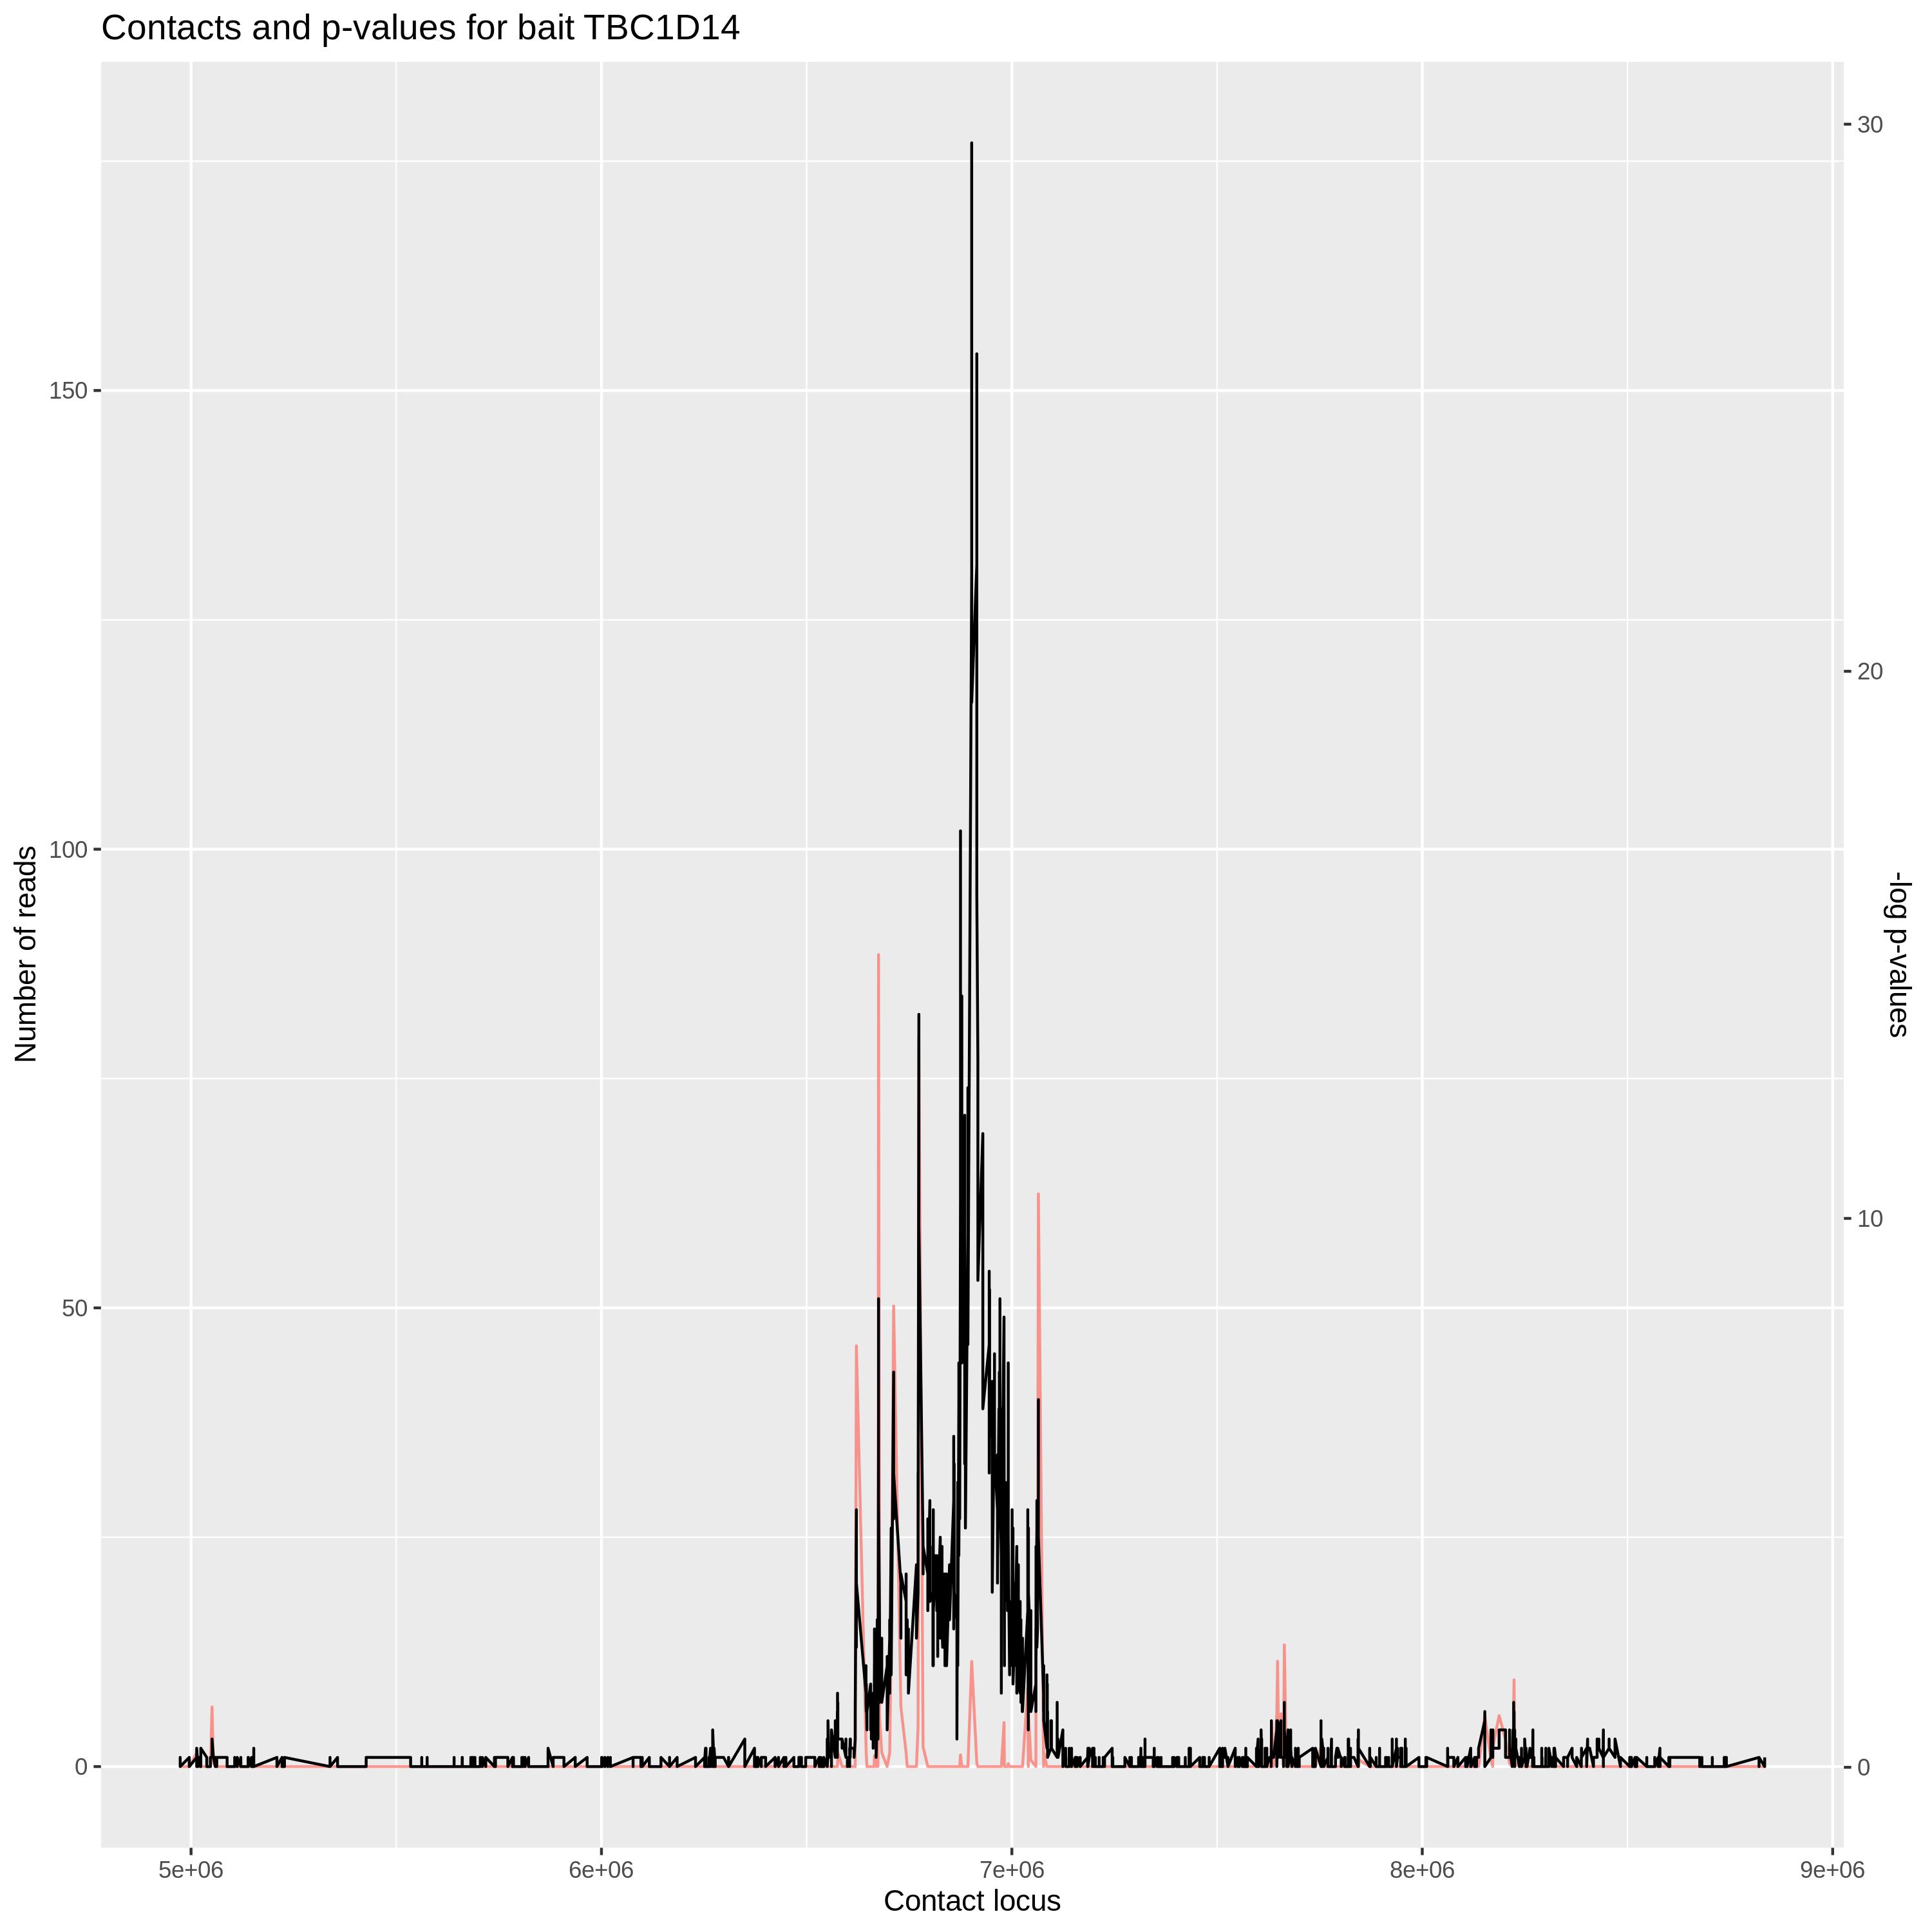 Contacts and p-values for bait TBC1D14
Number of reads
150
100
50
0
30
20
10
0
-log p-values
5e+06
6e+06
7e+06
8e+06
9e+06
Contact locus